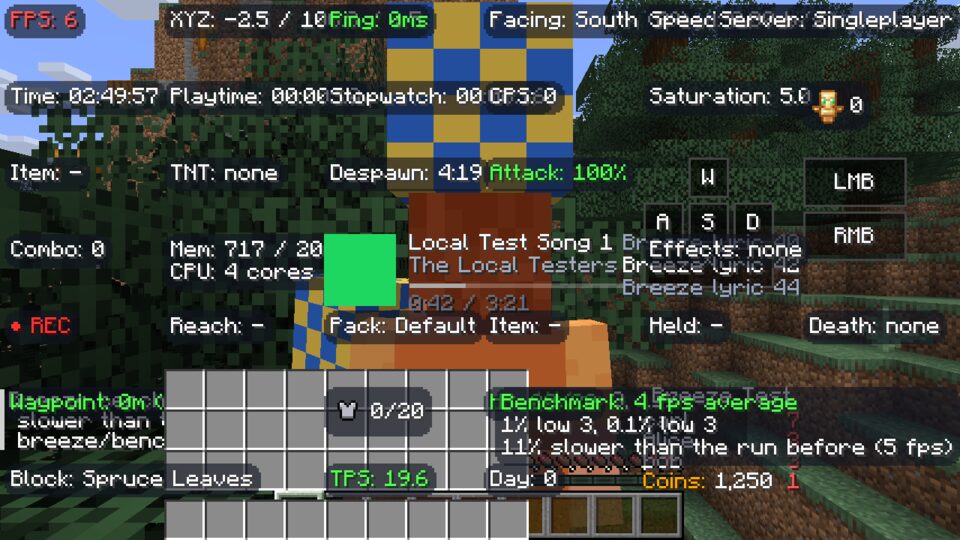 FPS: 6
XYZ: -2.5 / 10
Ping: 0ms
Facing: South
Speed
Server: Singleplayer
Time: 02:49:57
Playtime: 00:00
Stopwatch: 00
CPS: 0
Saturation: 5.0
0
Item: -
TNT: none
Despawn: 4:19
Attack: 100%
W
LMB
A S D
RMB
Combo: 0
Mem: 717 / 20
CPU: 4 cores
Local Test Song 1
The Local Testers
0:42 / 3:21
Effects: none
Breeze lyric 42
Breeze lyric 44
REC
Reach: -
Pack: Default
Item: -
Held: -
Death: none
Waypoint: 0m
slower than
breeze/benc
0/20
Breeze Test
Benchmark: 4 fps average
1% low 3, 0.1% low 3
11% slower than the run before (5 fps)
Block: Spruce Leaves
TPS: 19.6
Day: 0
Coins: 1,250
1